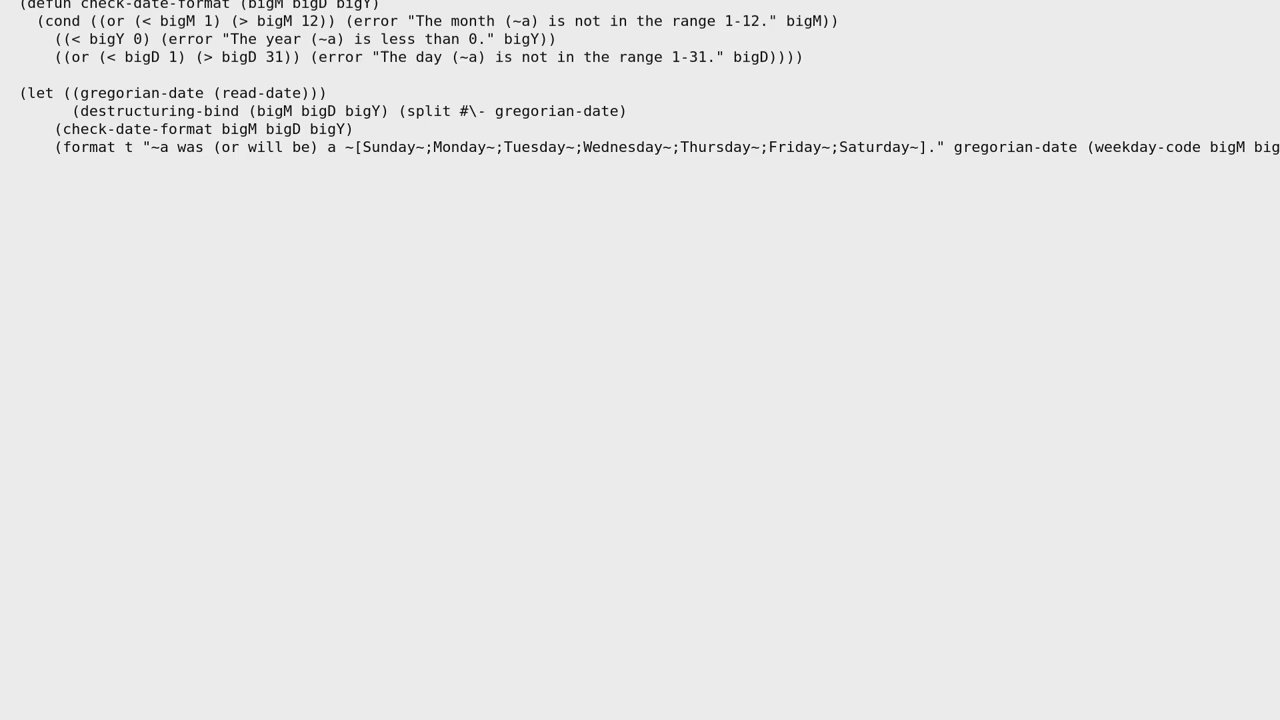 (defun check-date-format (bigM bigD bigY)
  (cond ((or (< bigM 1) (> bigM 12)) (error "The month (~a) is not in the range 1-12." bigM))
    ((< bigY 0) (error "The year (~a) is less than 0." bigY))
    ((or (< bigD 1) (> bigD 31)) (error "The day (~a) is not in the range 1-31." bigD))))

(let ((gregorian-date (read-date)))
      (destructuring-bind (bigM bigD bigY) (split #\- gregorian-date)
    (check-date-format bigM bigD bigY)
    (format t "~a was (or will be) a ~[Sunday~;Monday~;Tuesday~;Wednesday~;Thursday~;Friday~;Saturday~]." gregorian-date (weekday-code bigM big